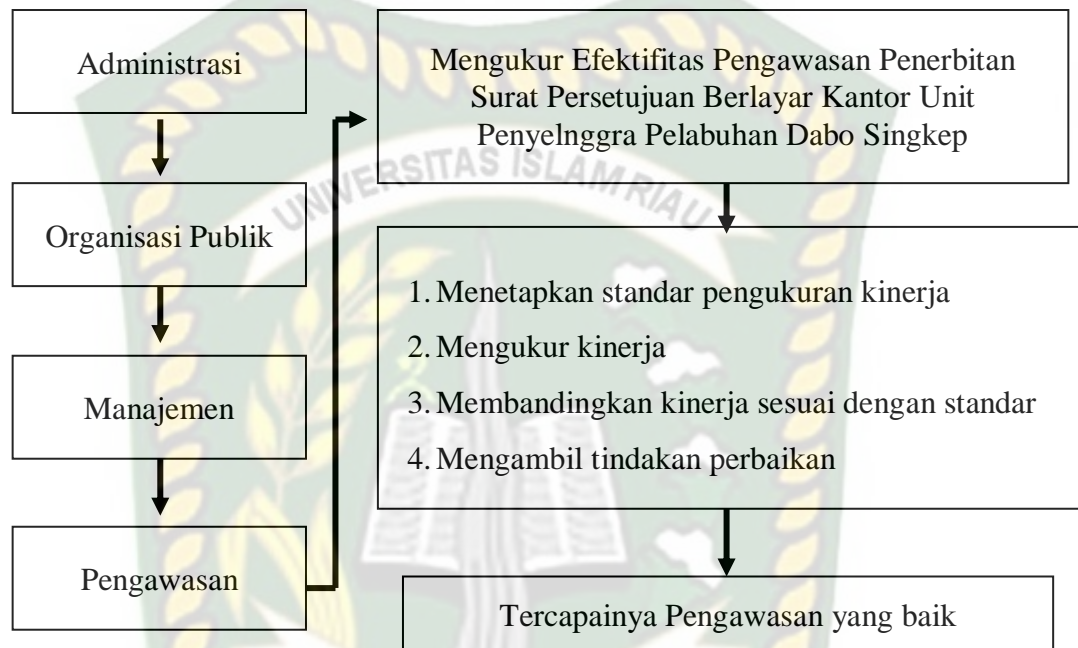 Administrasi
Organisasi Publik
Manajemen
Pengawasan
Mengukur Efektifitas Pengawasan Penerbitan
Surat Persetujuan Berlayar Kantor Unit
Penyelnggra Pelabuhan Dabo Singkep
1. Menetapkan standar pengukuran kinerja
2. Mengukur kinerja
3. Membandingkan kinerja sesuai dengan standar
4. Mengambil tindakan perbaikan
Tercapainya Pengawasan yang baik
UNIVERSITAS ISLAM RIAU